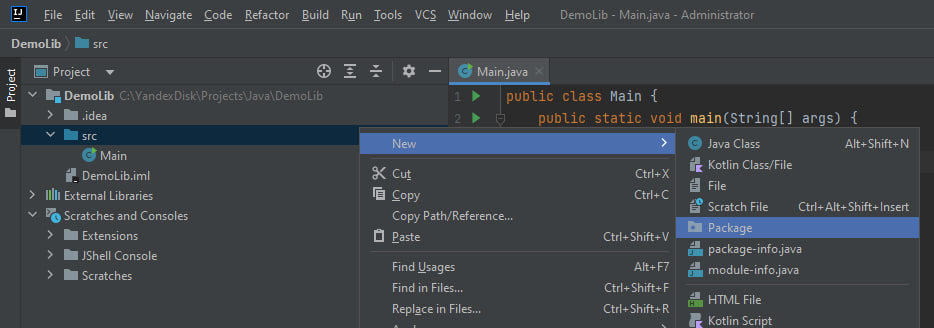 IJ File Edit View Navigate Code Refactor Build Run Tools VCS Window Help DemoLib - Main.java - Administrator
DemoLib src
Project
Project
Main.java
DemoLib C:\YandexDisk\Projects\Java\DemoLib
.idea
src
Main
DemoLib.iml
External Libraries
Scratches and Consoles
Extensions
JShell Console
Scratches
1 public class Main {
2 public static void main(String[] args) {
New
Cut Ctrl+X
Copy Ctrl+C
Copy Path/Reference...
Paste Ctrl+Shift+V
Find Usages Alt+F7
Find in Files... Ctrl+Shift+F
Replace in Files... Ctrl+Shift+R
Java Class Alt+Shift+N
Kotlin Class/File
File
Scratch File Ctrl+Alt+Shift+Insert
Package
package-info.java
module-info.java
HTML File
Kotlin Script